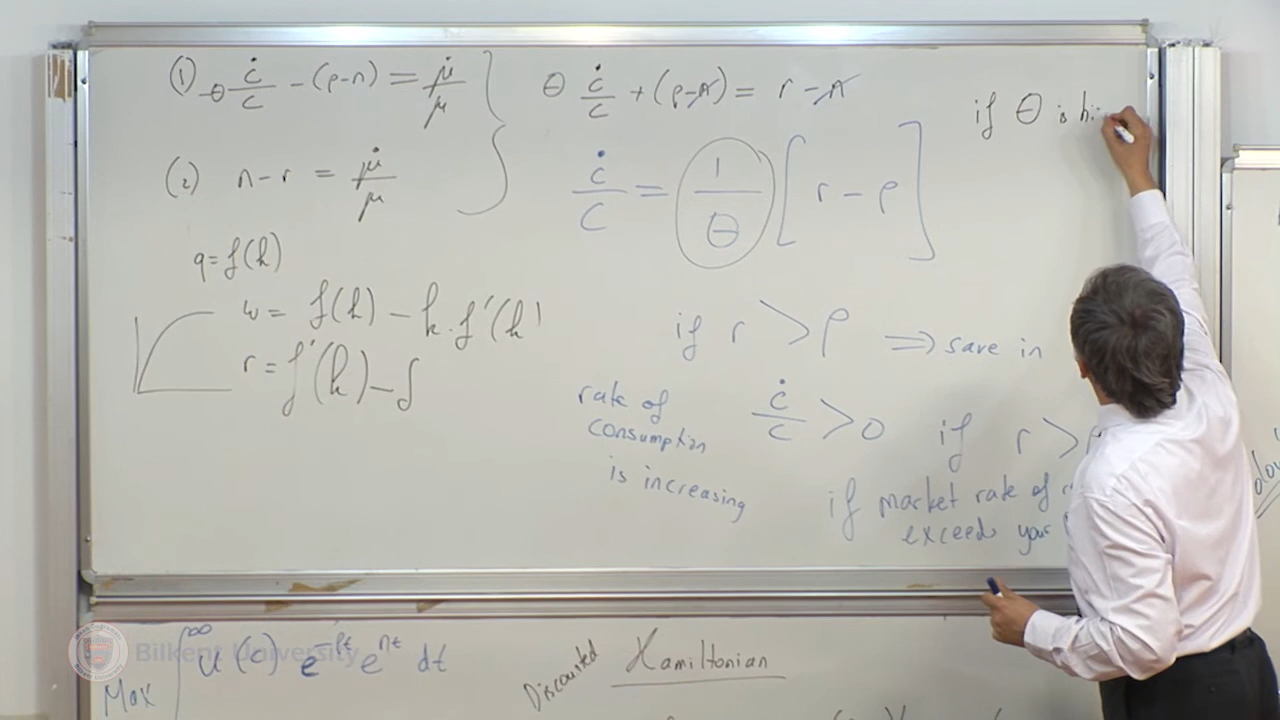 (1) -θ ċ/c - (ρ-n) = μ̇/μ
(2) n-r = μ̇/μ
q = f(k)
w = f(k) - k.f'(k)
r = f'(k) - δ
θ ċ/c + (ρ-n) = r-n
ċ/c = 1/θ [r-ρ]
if r > ρ ⇒ save in
rate of
consumption
is increasing
ċ/c > 0 if r >
if market rate of
exceed your
if θ is hi
Max ∫ ∞ u(c) e^-ρt e^nt dt
Discounted Hamiltonian
Bilkent University